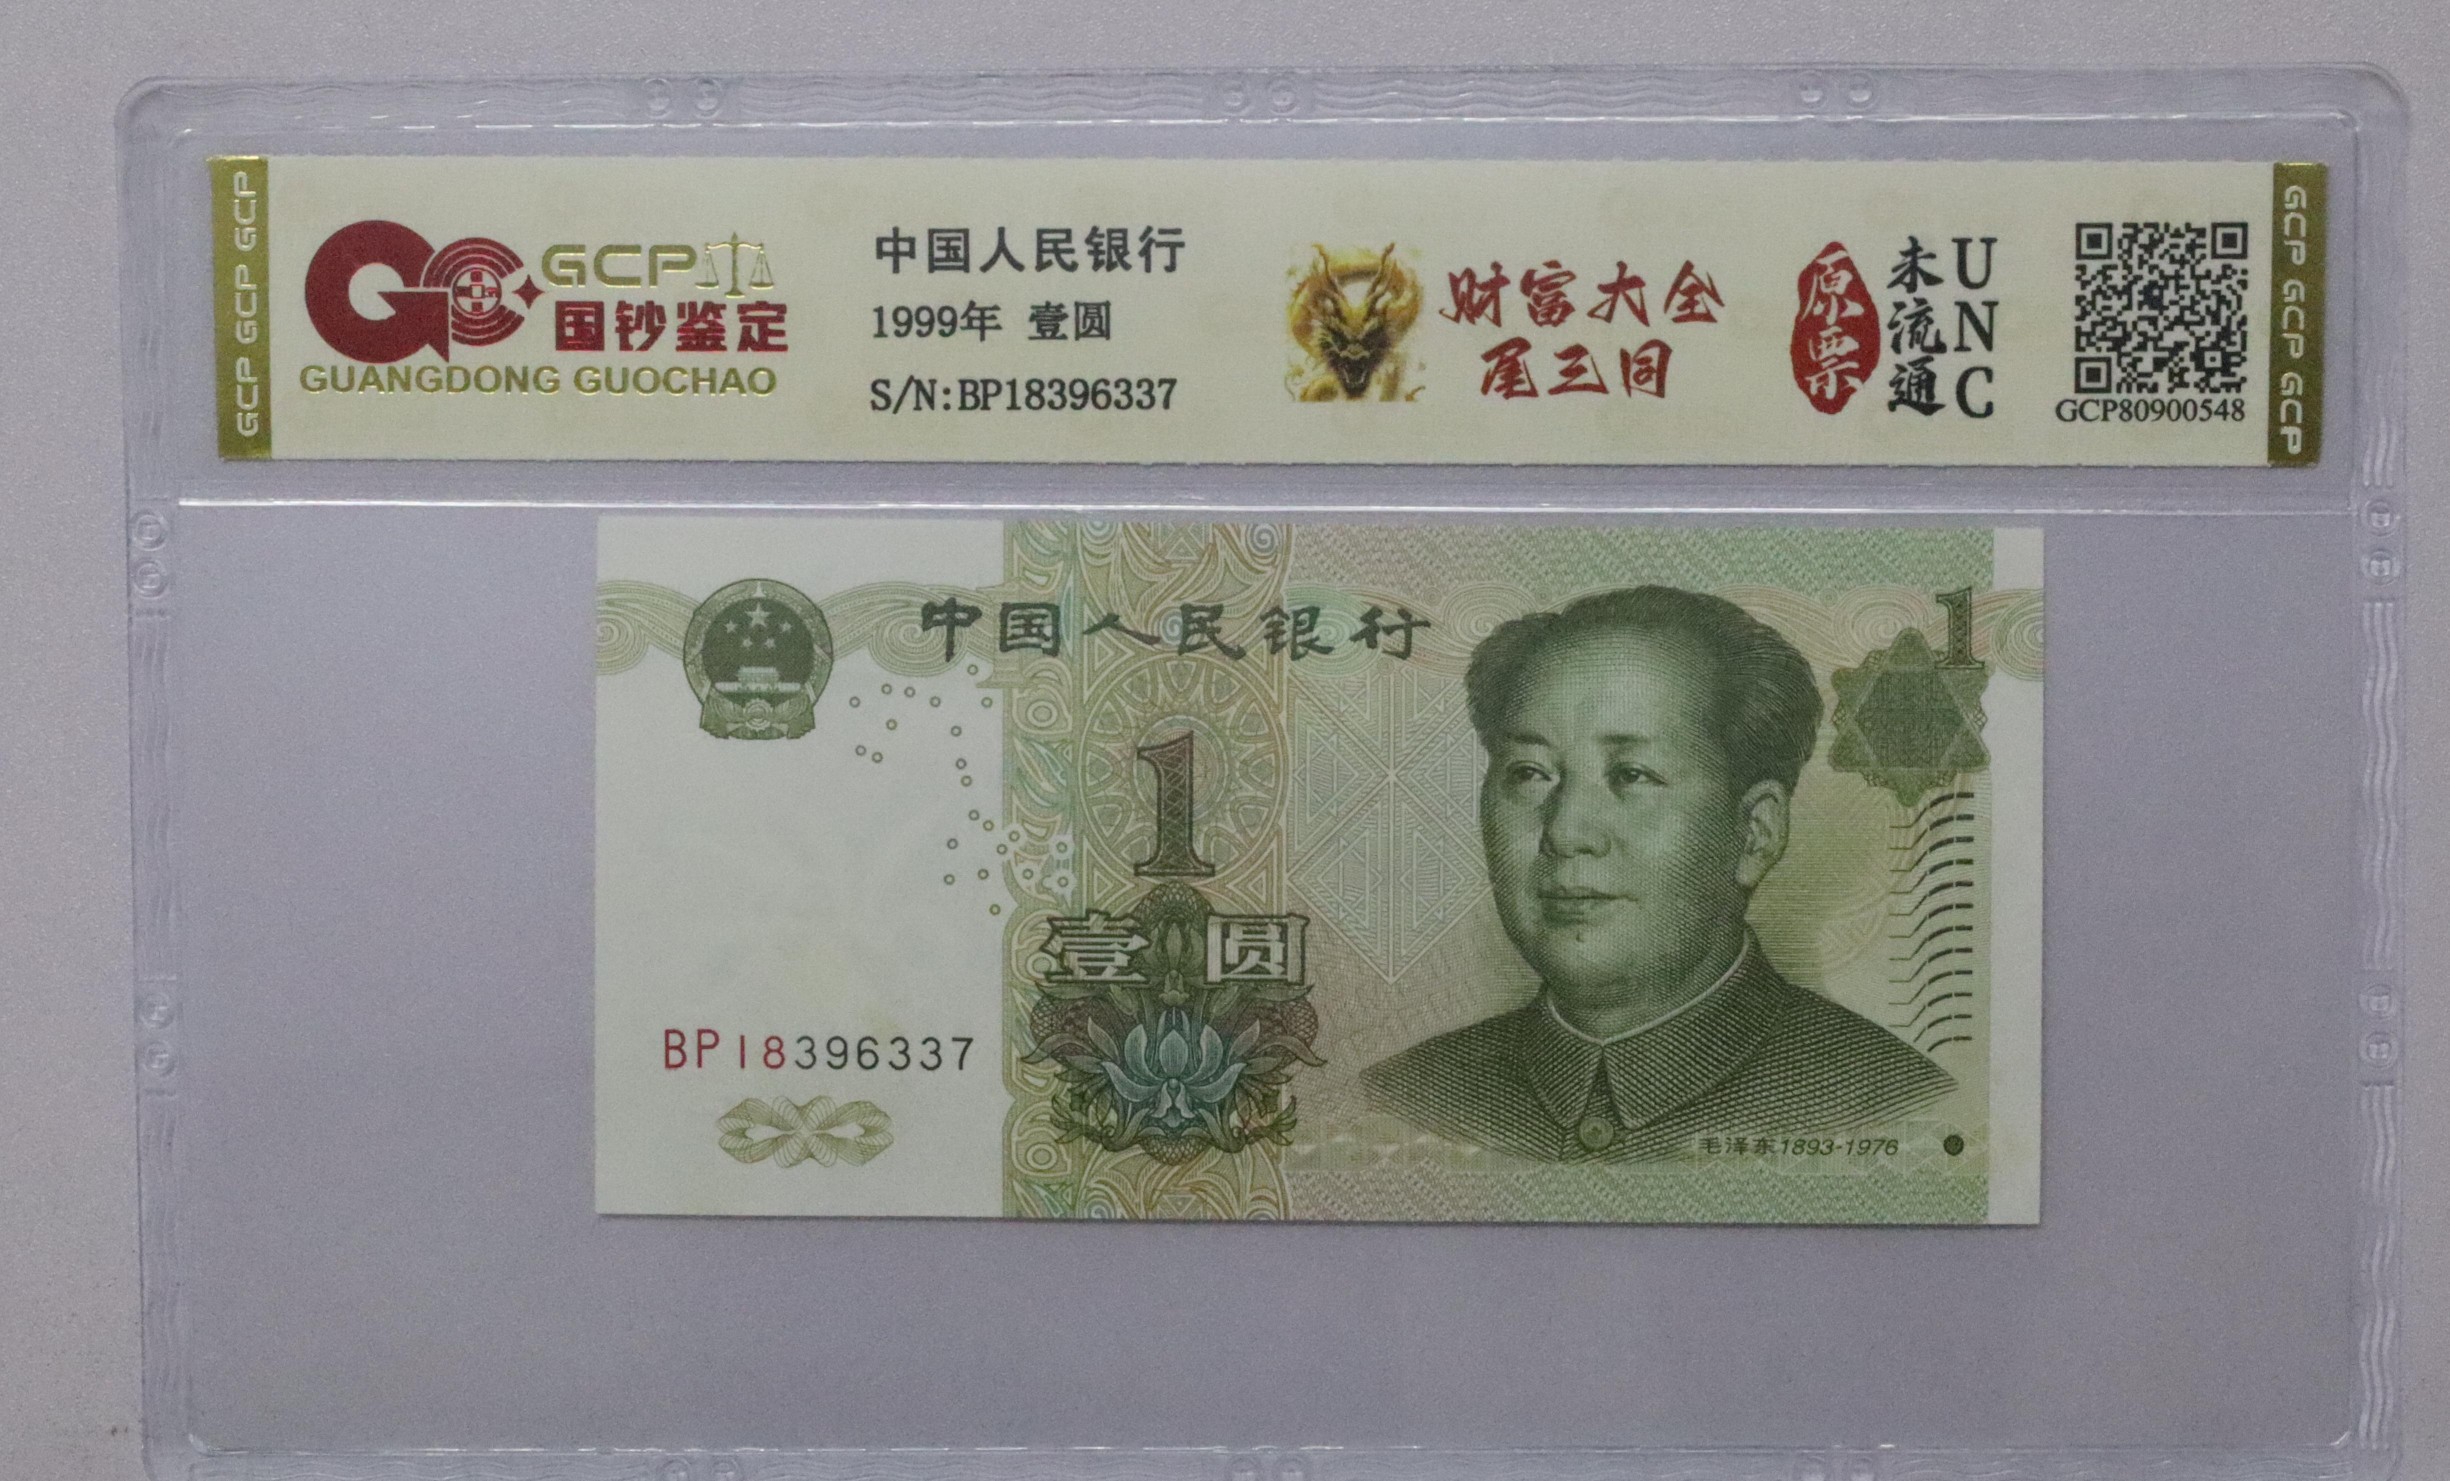 GCP GCP GCP
GCP
国钞鉴定
GUANGDONG GUOCHAO
中国人民银行
1999年 壹圆
S/N:BP18396337
财富大全
尾三同
原票
未流通
UNC
GCP80900548
GCP GCP GCP
中国人民银行
1
1
壹圆
BP18396337
毛泽东1893-1976